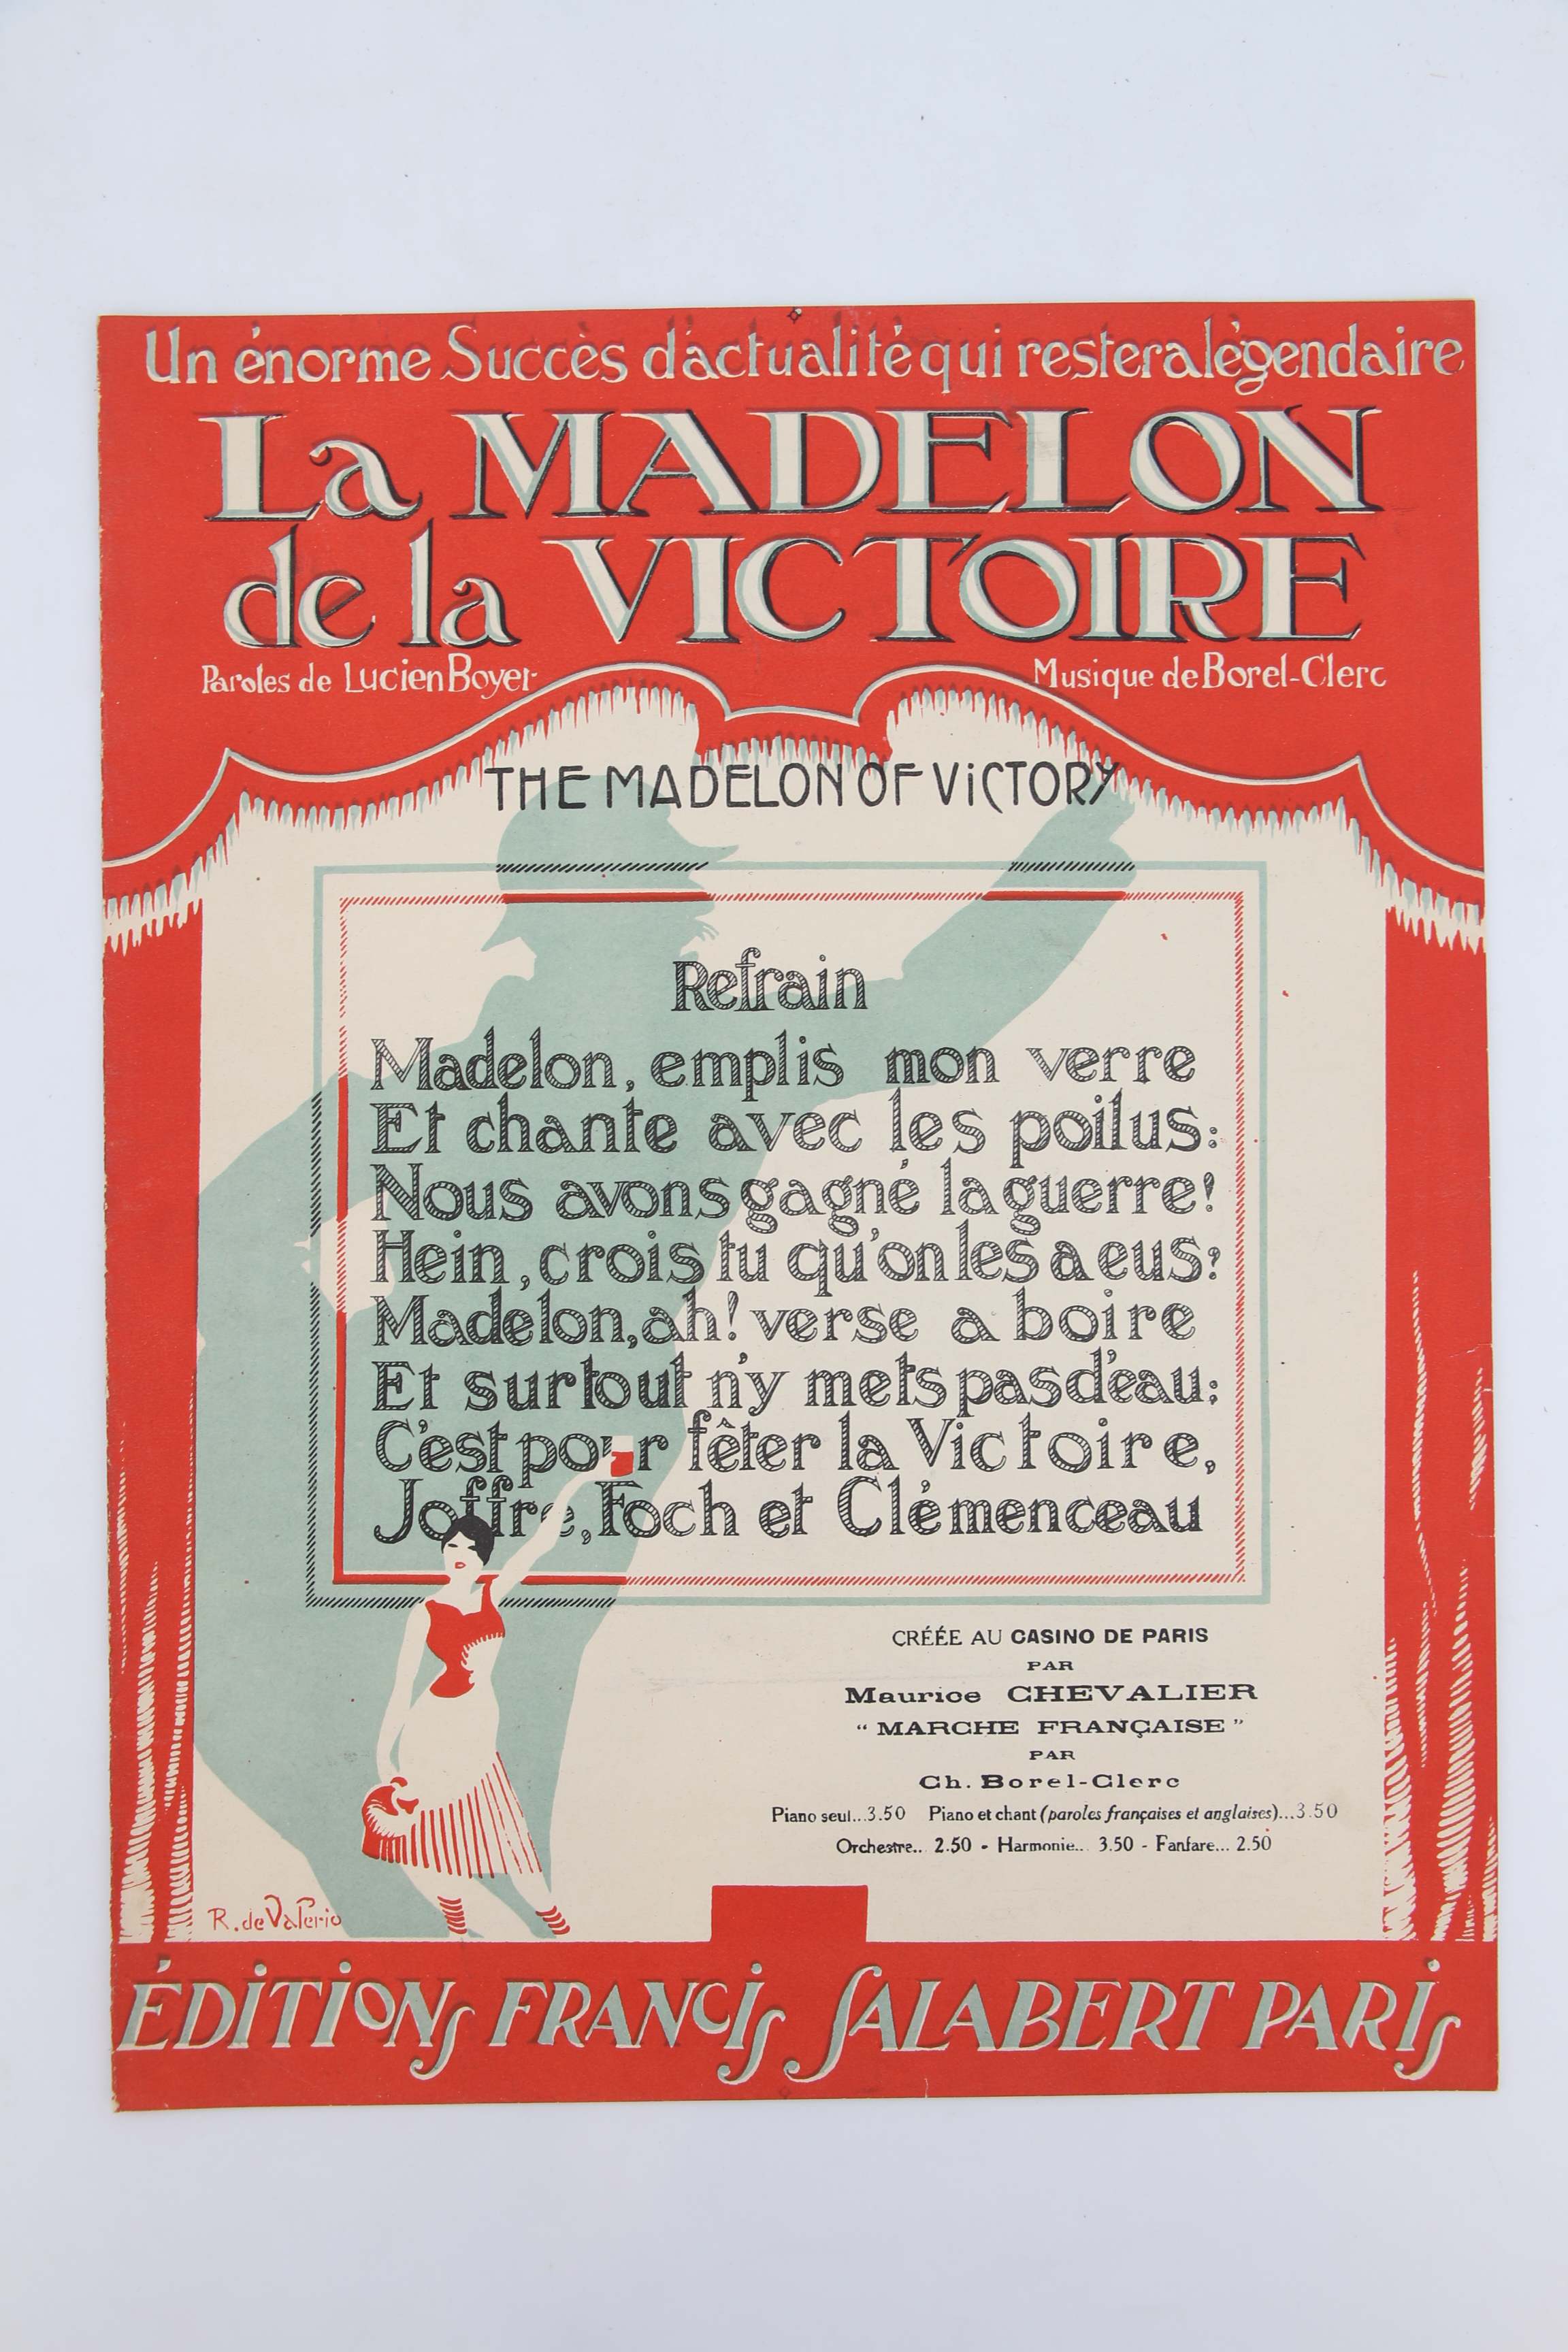 Un énorme Succès d'actualité qui restera légendaire
La MADELON
de la VICTOIRE
Paroles de Lucien Boyer
Musique de Borel-Clerc
THE MADELON OF VICTORY
Refrain
Madelon, emplis mon verre
Et chante avec les poilus:
Nous avons gagné la guerre!
Hein, crois tu qu'on les a eus?
Madelon, ah! verse a boire
Et surtout n'y mets pas d'eau:
C'est pour fêter la Victoire,
Joffre, Foch et Clémenceau
CRÉÉE AU CASINO DE PARIS
PAR
Maurice CHEVALIER
“ MARCHE FRANÇAISE ”
PAR
Ch. Borel-Clerc
Piano seul...3.50 Piano et chant (paroles françaises et anglaises)...3.50
Orchestre.. 2.50 - Harmonie... 3.50 - Fanfare... 2.50
R. de Valerio
ÉDITIONS FRANCIS SALABERT PARIS